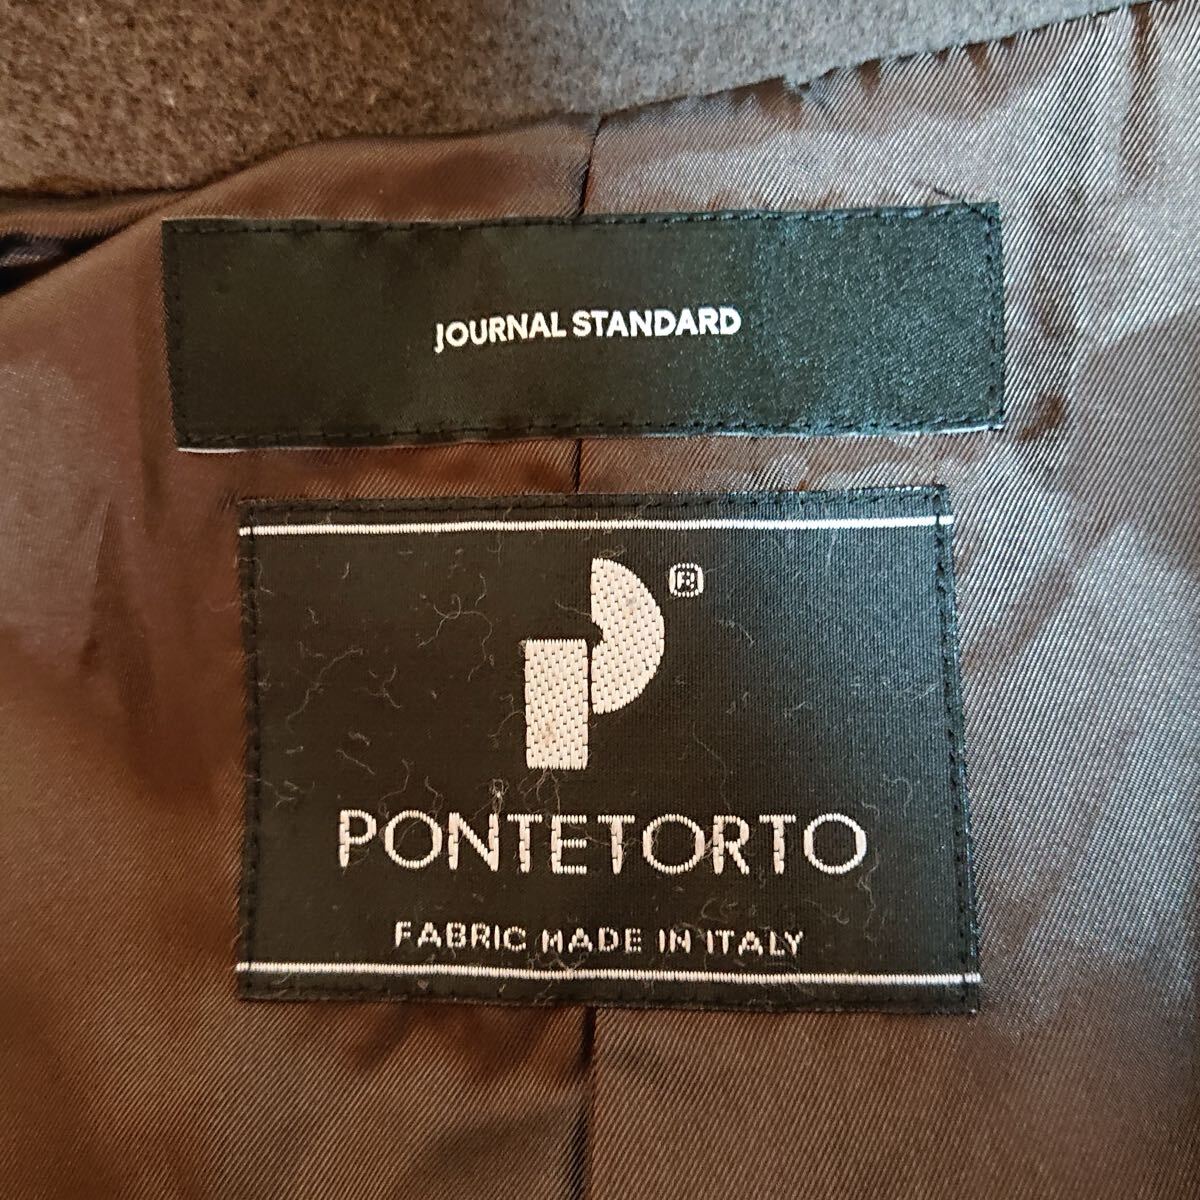 JOURNAL STANDARD
P®
PONTETORTO
FABRIC MADE IN ITALY